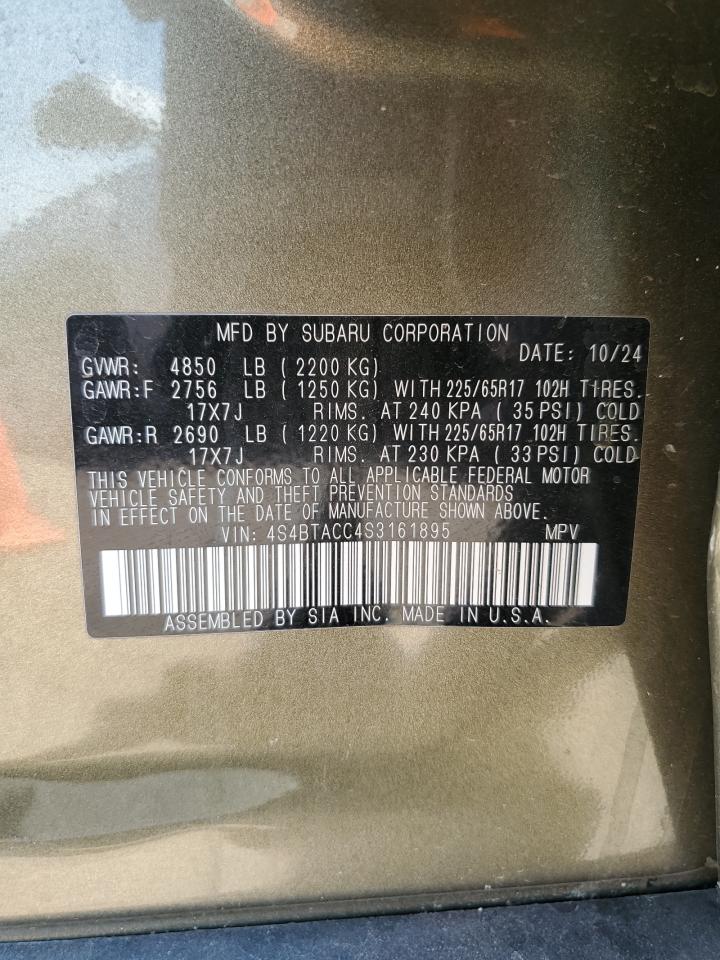 MFD BY SUBARU CORPORATION
DATE: 10/24
GVWR: 4850 LB ( 2200 KG)
GAWR:F 2756 LB ( 1250 KG) WITH 225/65R17 102H TIRES.
17X7J RIMS. AT 240 KPA ( 35 PSI) COLD
GAWR:R 2690 LB ( 1220 KG) WITH 225/65R17 102H TIRES.
17X7J RIMS. AT 230 KPA ( 33 PSI) COLD
THIS VEHICLE CONFORMS TO ALL APPLICABLE FEDERAL MOTOR
VEHICLE SAFETY AND THEFT PREVENTION STANDARDS
IN EFFECT ON THE DATE OF MANUFACTURE SHOWN ABOVE.
VIN: 4S4BTACC4S3161895 MPV
ASSEMBLED BY SIA INC. MADE IN U.S.A.